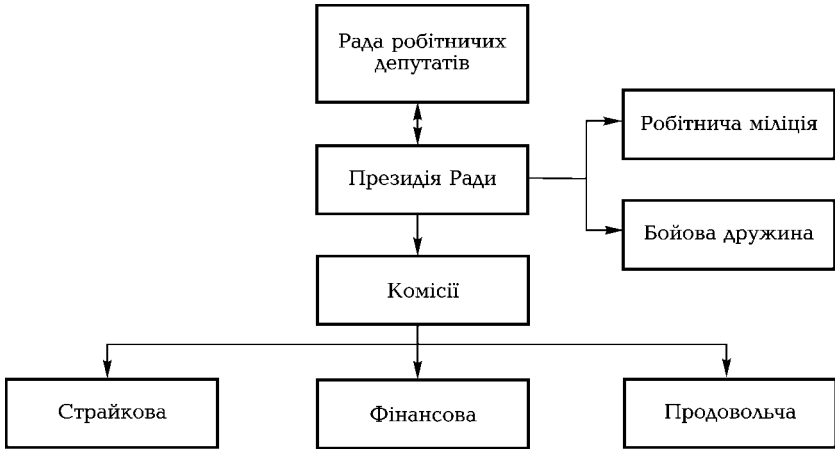 Рада робітничих
депутатів
Робітнича міліція
Президія Ради
Бойова дружина
Комісії
Страйкова
Фінансова
Продовольча